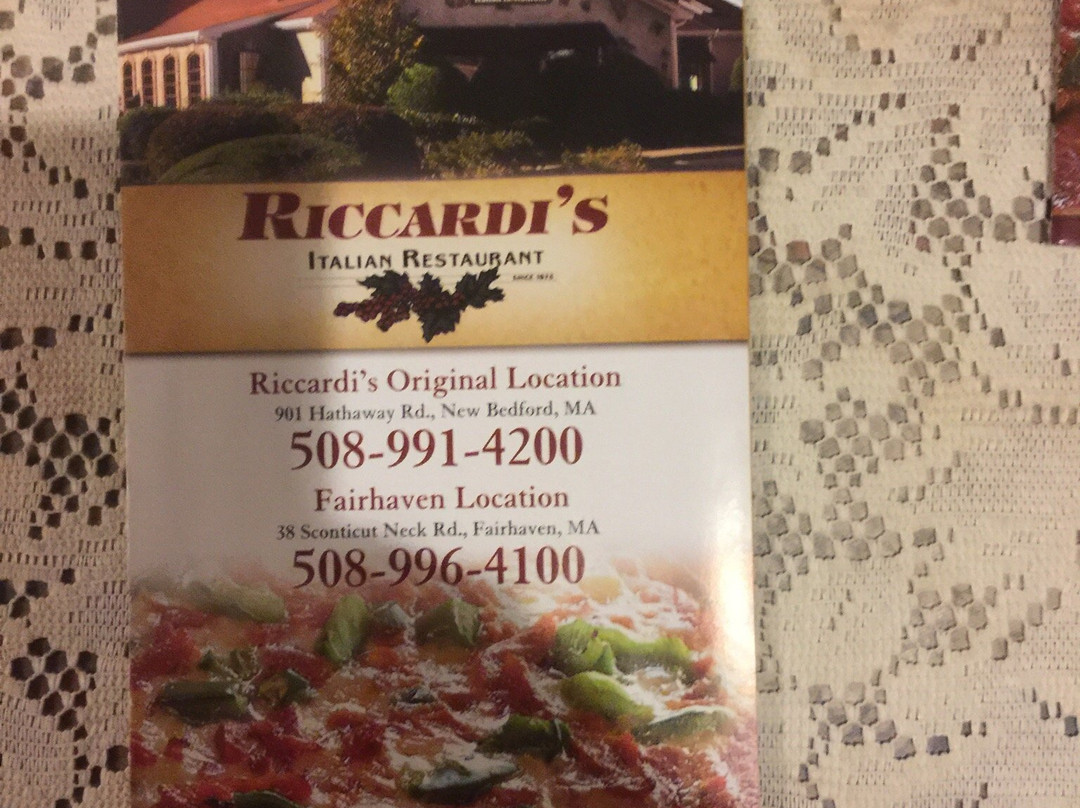 RICCARDI'S
ITALIAN RESTAURANT
Riccardi's Original Location
901 Hathaway Rd., New Bedford, MA
508-991-4200
Fairhaven Location
38 Sconticut Neck Rd., Fairhaven, MA
508-996-4100